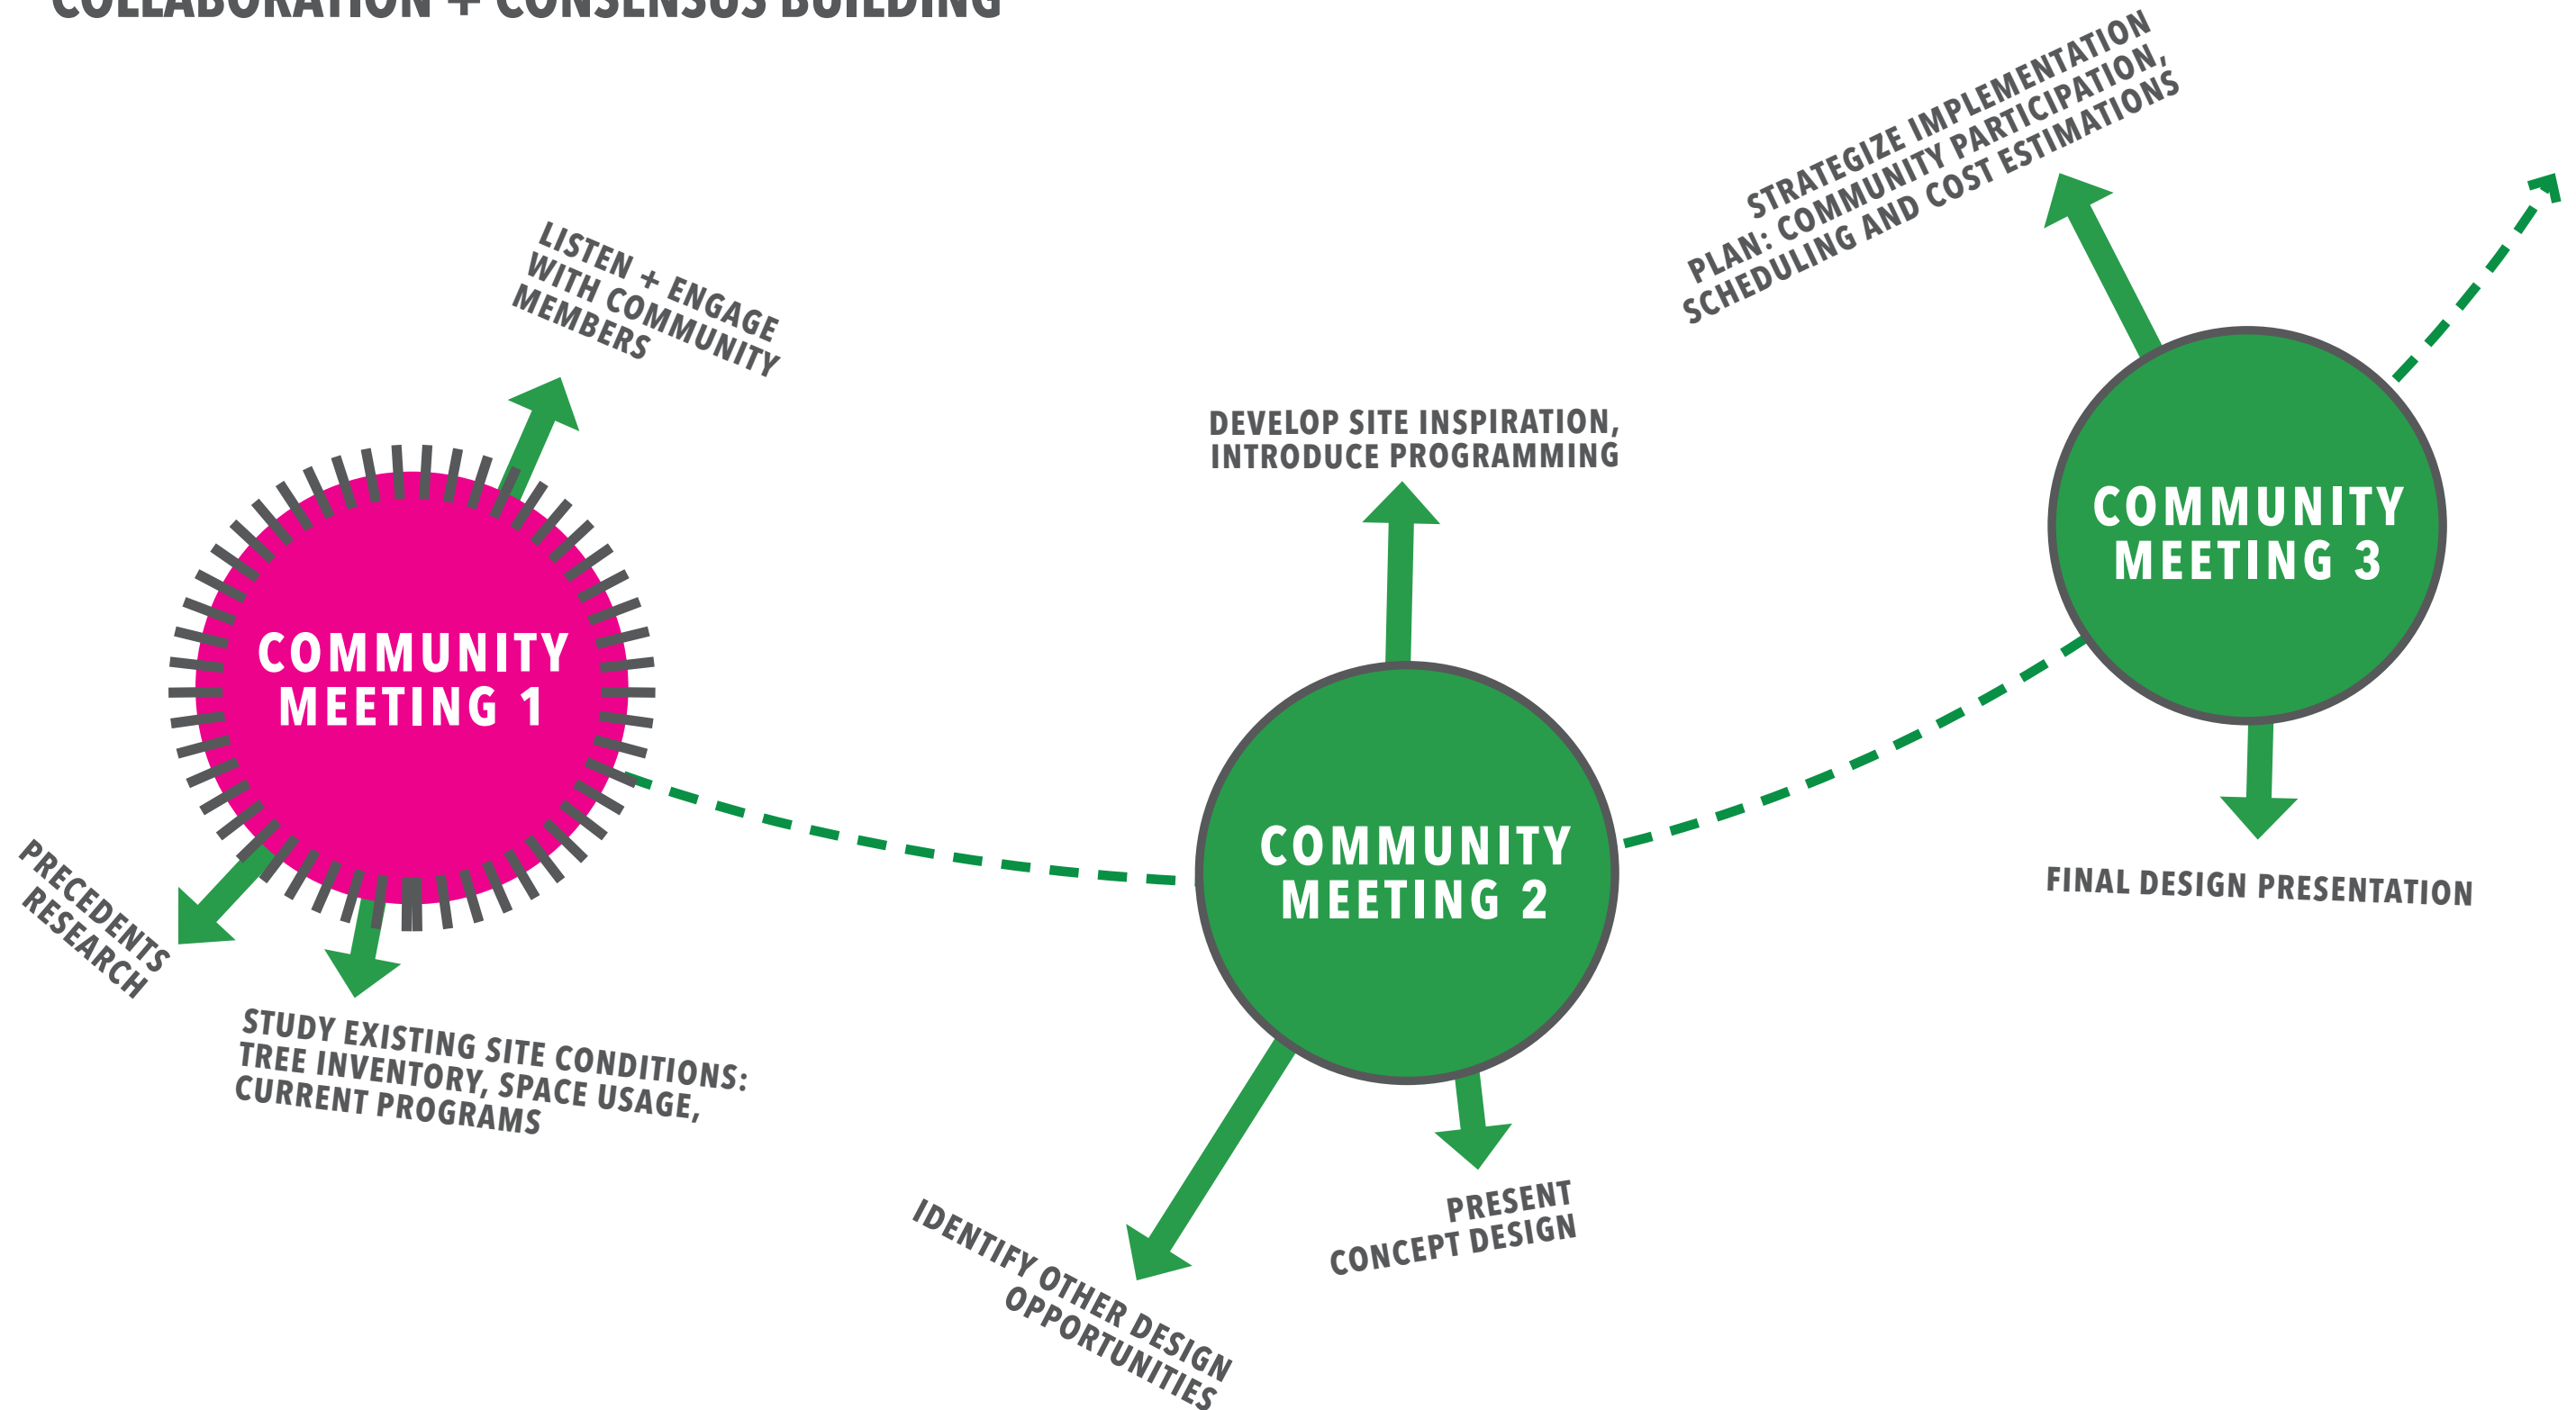 COLLABORATION + CONSENSUS BUILDING
LISTEN + ENGAGE
WITH COMMUNITY
MEMBERS
COMMUNITY
MEETING 1
PRECEDENTS
RESEARCH
STUDY EXISTING SITE CONDITIONS:
TREE INVENTORY, SPACE USAGE,
CURRENT PROGRAMS
DEVELOP SITE INSPIRATION,
INTRODUCE PROGRAMMING
COMMUNITY
MEETING 2
IDENTIFY OTHER DESIGN
OPPORTUNITIES
PRESENT
CONCEPT DESIGN
STRATEGIZE IMPLEMENTATION
PLAN: COMMUNITY PARTICIPATION,
SCHEDULING AND COST ESTIMATIONS
COMMUNITY
MEETING 3
FINAL DESIGN PRESENTATION